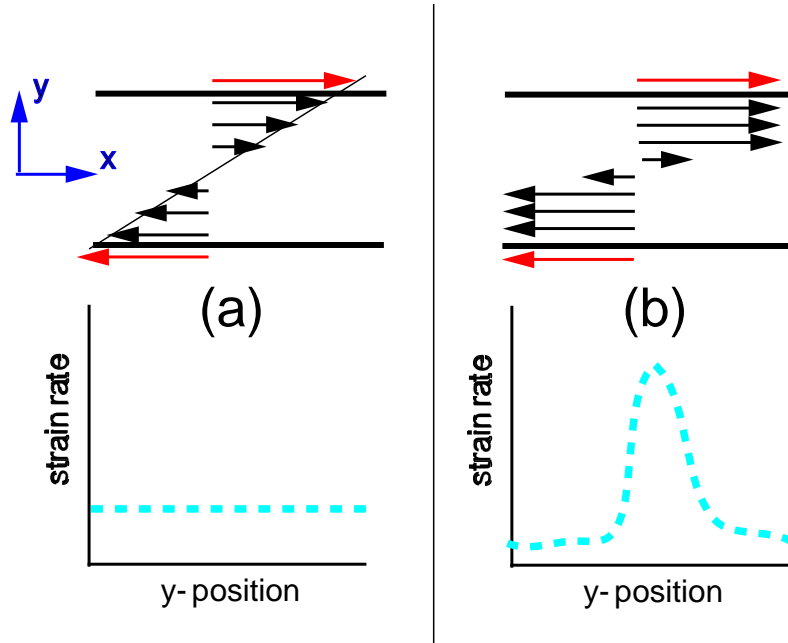 y
x
(a)
strain rate
y- position
(b)
strain rate
y- position